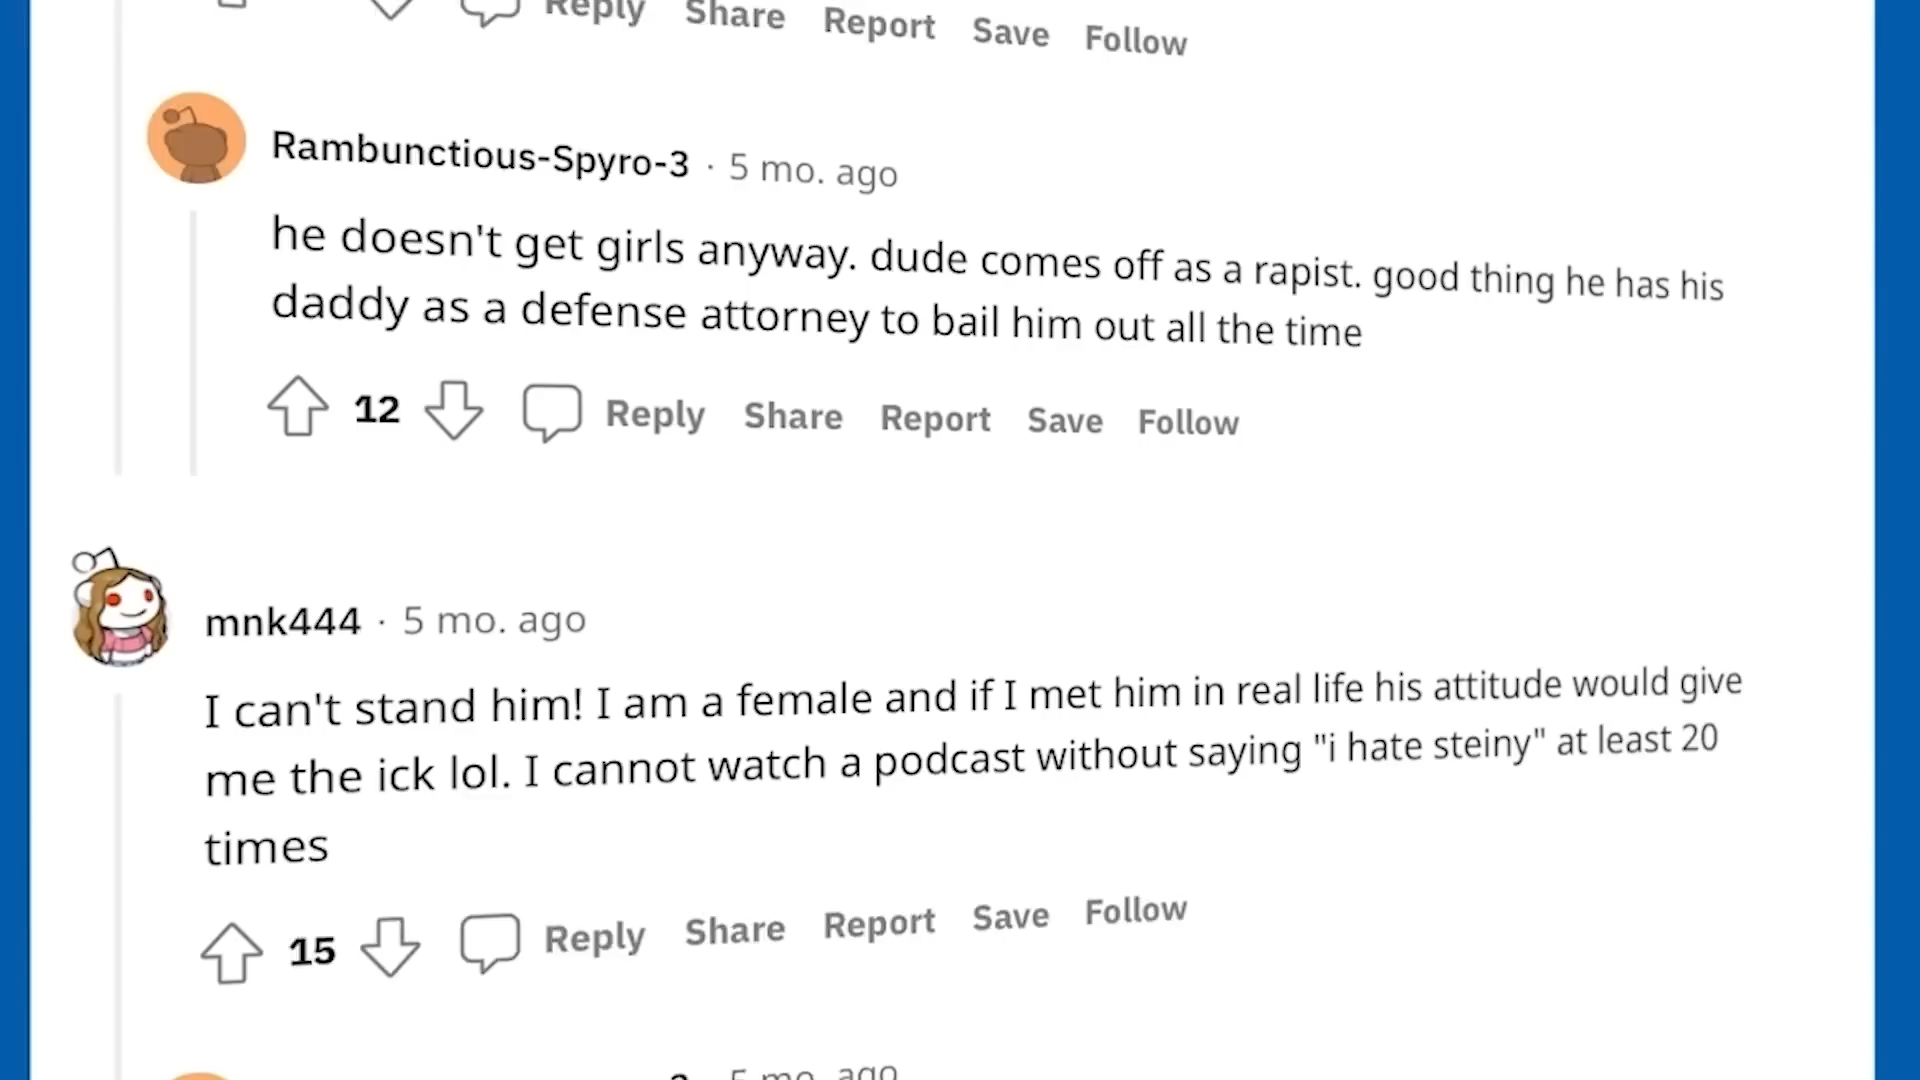 Reply Share Report Save Follow
Rambunctious-Spyro-3 · 5 mo. ago
he doesn't get girls anyway. dude comes off as a rapist. good thing he has his
daddy as a defense attorney to bail him out all the time
12 Reply Share Report Save Follow
mnk444 · 5 mo. ago
I can't stand him! I am a female and if I met him in real life his attitude would give
me the ick lol. I cannot watch a podcast without saying "i hate steiny" at least 20
times
15 Reply Share Report Save Follow
5 mo. ago